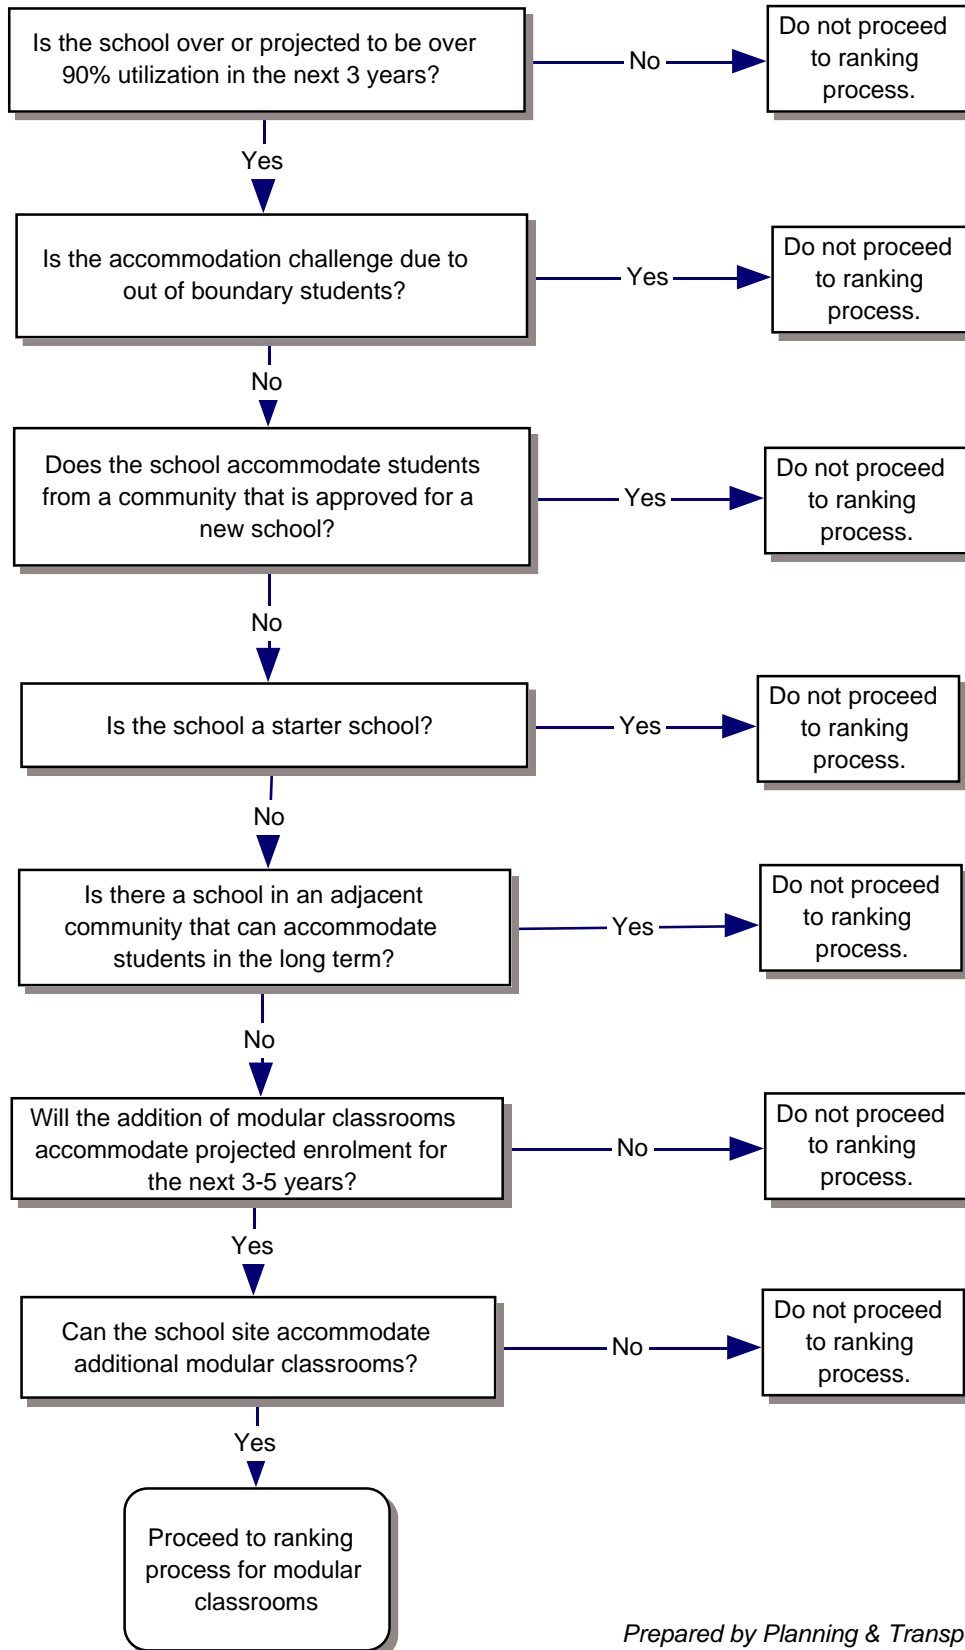 Is the school over or projected to be over
90% utilization in the next 3 years?
No
Do not proceed
to ranking
process.
Yes
Is the accommodation challenge due to
out of boundary students?
Yes
Do not proceed
to ranking
process.
No
Does the school accommodate students
from a community that is approved for a
new school?
Yes
Do not proceed
to ranking
process.
No
Is the school a starter school?
Yes
Do not proceed
to ranking
process.
No
Is there a school in an adjacent
community that can accommodate
students in the long term?
Yes
Do not proceed
to ranking
process.
No
Will the addition of modular classrooms
accommodate projected enrolment for
the next 3-5 years?
No
Do not proceed
to ranking
process.
Yes
Can the school site accommodate
additional modular classrooms?
No
Do not proceed
to ranking
process.
Yes
Proceed to ranking
process for modular
classrooms
Prepared by Planning & Transp